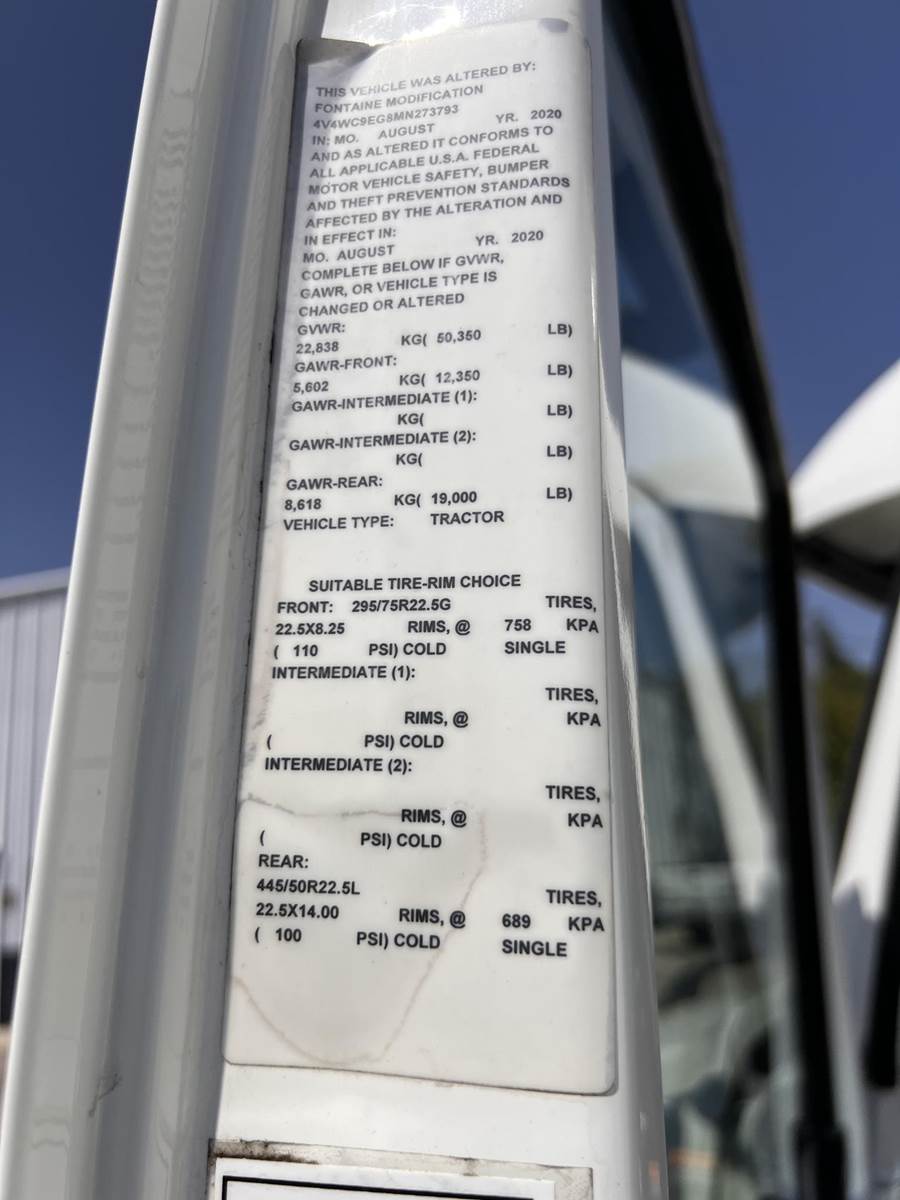 THIS VEHICLE WAS ALTERED BY:
FONTAINE MODIFICATION
4V4WC9EG8MN273793
IN: MO. AUGUST YR. 2020
AND AS ALTERED IT CONFORMS TO
ALL APPLICABLE U.S.A. FEDERAL
MOTOR VEHICLE SAFETY, BUMPER
AND THEFT PREVENTION STANDARDS
AFFECTED BY THE ALTERATION AND
IN EFFECT IN:
MO. AUGUST YR. 2020
COMPLETE BELOW IF GVWR,
GAWR, OR VEHICLE TYPE IS
CHANGED OR ALTERED
GVWR:
22,838 KG( 50,350 LB)
GAWR-FRONT:
5,602 KG( 12,350 LB)
GAWR-INTERMEDIATE (1):
KG( LB)
GAWR-INTERMEDIATE (2):
KG( LB)
GAWR-REAR:
8,618 KG( 19,000 LB)
VEHICLE TYPE: TRACTOR
SUITABLE TIRE-RIM CHOICE
FRONT: 295/75R22.5G TIRES,
22.5X8.25 RIMS, @ 758 KPA
( 110 PSI) COLD SINGLE
INTERMEDIATE (1):
TIRES,
RIMS, @ KPA
( PSI) COLD
INTERMEDIATE (2):
TIRES,
RIMS, @ KPA
( PSI) COLD
REAR:
445/50R22.5L TIRES,
22.5X14.00 RIMS, @ 689 KPA
( 100 PSI) COLD SINGLE